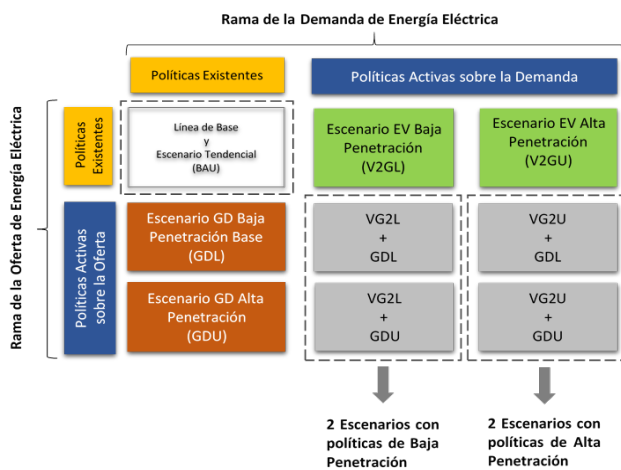 Rama de la Demanda de Energía Eléctrica
Políticas Existentes
Políticas Activas sobre la Demanda
Rama de la Oferta de Energía Eléctrica
Políticas
Existentes
Línea de Base
y
Escenario Tendencial
(BAU)
Escenario EV Baja
Penetración
(V2GL)
Escenario EV Alta
Penetración
(V2GU)
Políticas Activas
sobre la Oferta
Escenario GD Baja
Penetración Base
(GDL)
VG2L
+
GDL
VG2U
+
GDL
Escenario GD Alta
Penetración
(GDU)
VG2L
+
GDU
VG2U
+
GDU
2 Escenarios con
políticas de Baja
Penetración
2 Escenarios con
políticas de Alta
Penetración